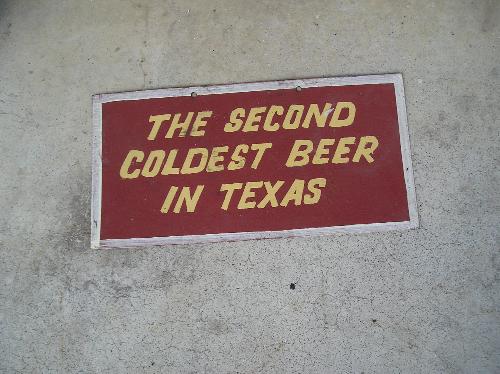 THE SECOND
COLDEST BEER
IN TEXAS